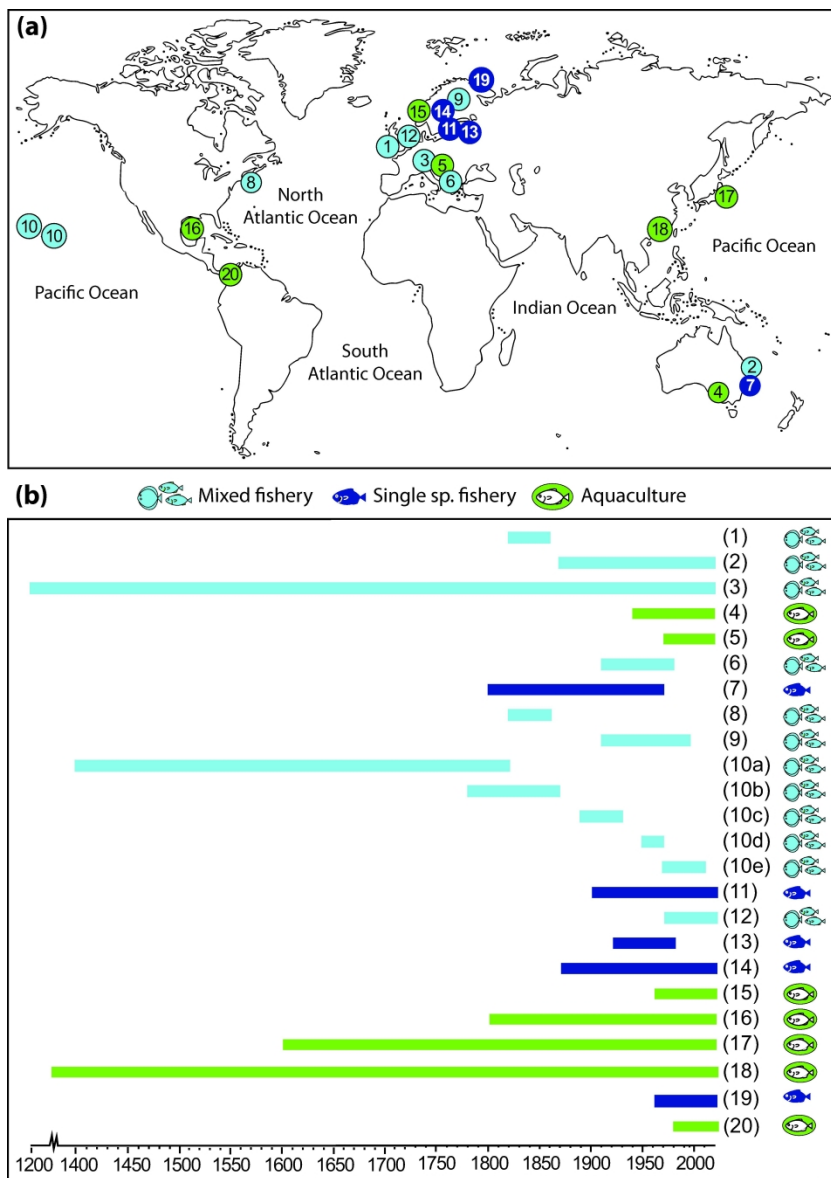 (a)
19
9
15
14
11
13
12
1
3
5
6
8
North
Atlantic Ocean
17
16
18
10
10
Pacific Ocean
20
Pacific Ocean
Indian Ocean
South
Atlantic Ocean
2
7
4
(b)
Mixed fishery Single sp. fishery Aquaculture
(1)
(2)
(3)
(4)
(5)
(6)
(7)
(8)
(9)
(10a)
(10b)
(10c)
(10d)
(10e)
(11)
(12)
(13)
(14)
(15)
(16)
(17)
(18)
(19)
(20)
1200 1400 1450 1500 1550 1600 1650 1700 1750 1800 1850 1900 1950 2000